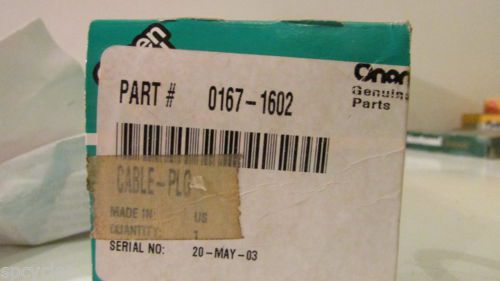 Onan
Genuine
Parts
PART # 0167-1602
CABLE-PLG
MADE IN: US
QUANTITY: 1
SERIAL NO: 20-MAY-03